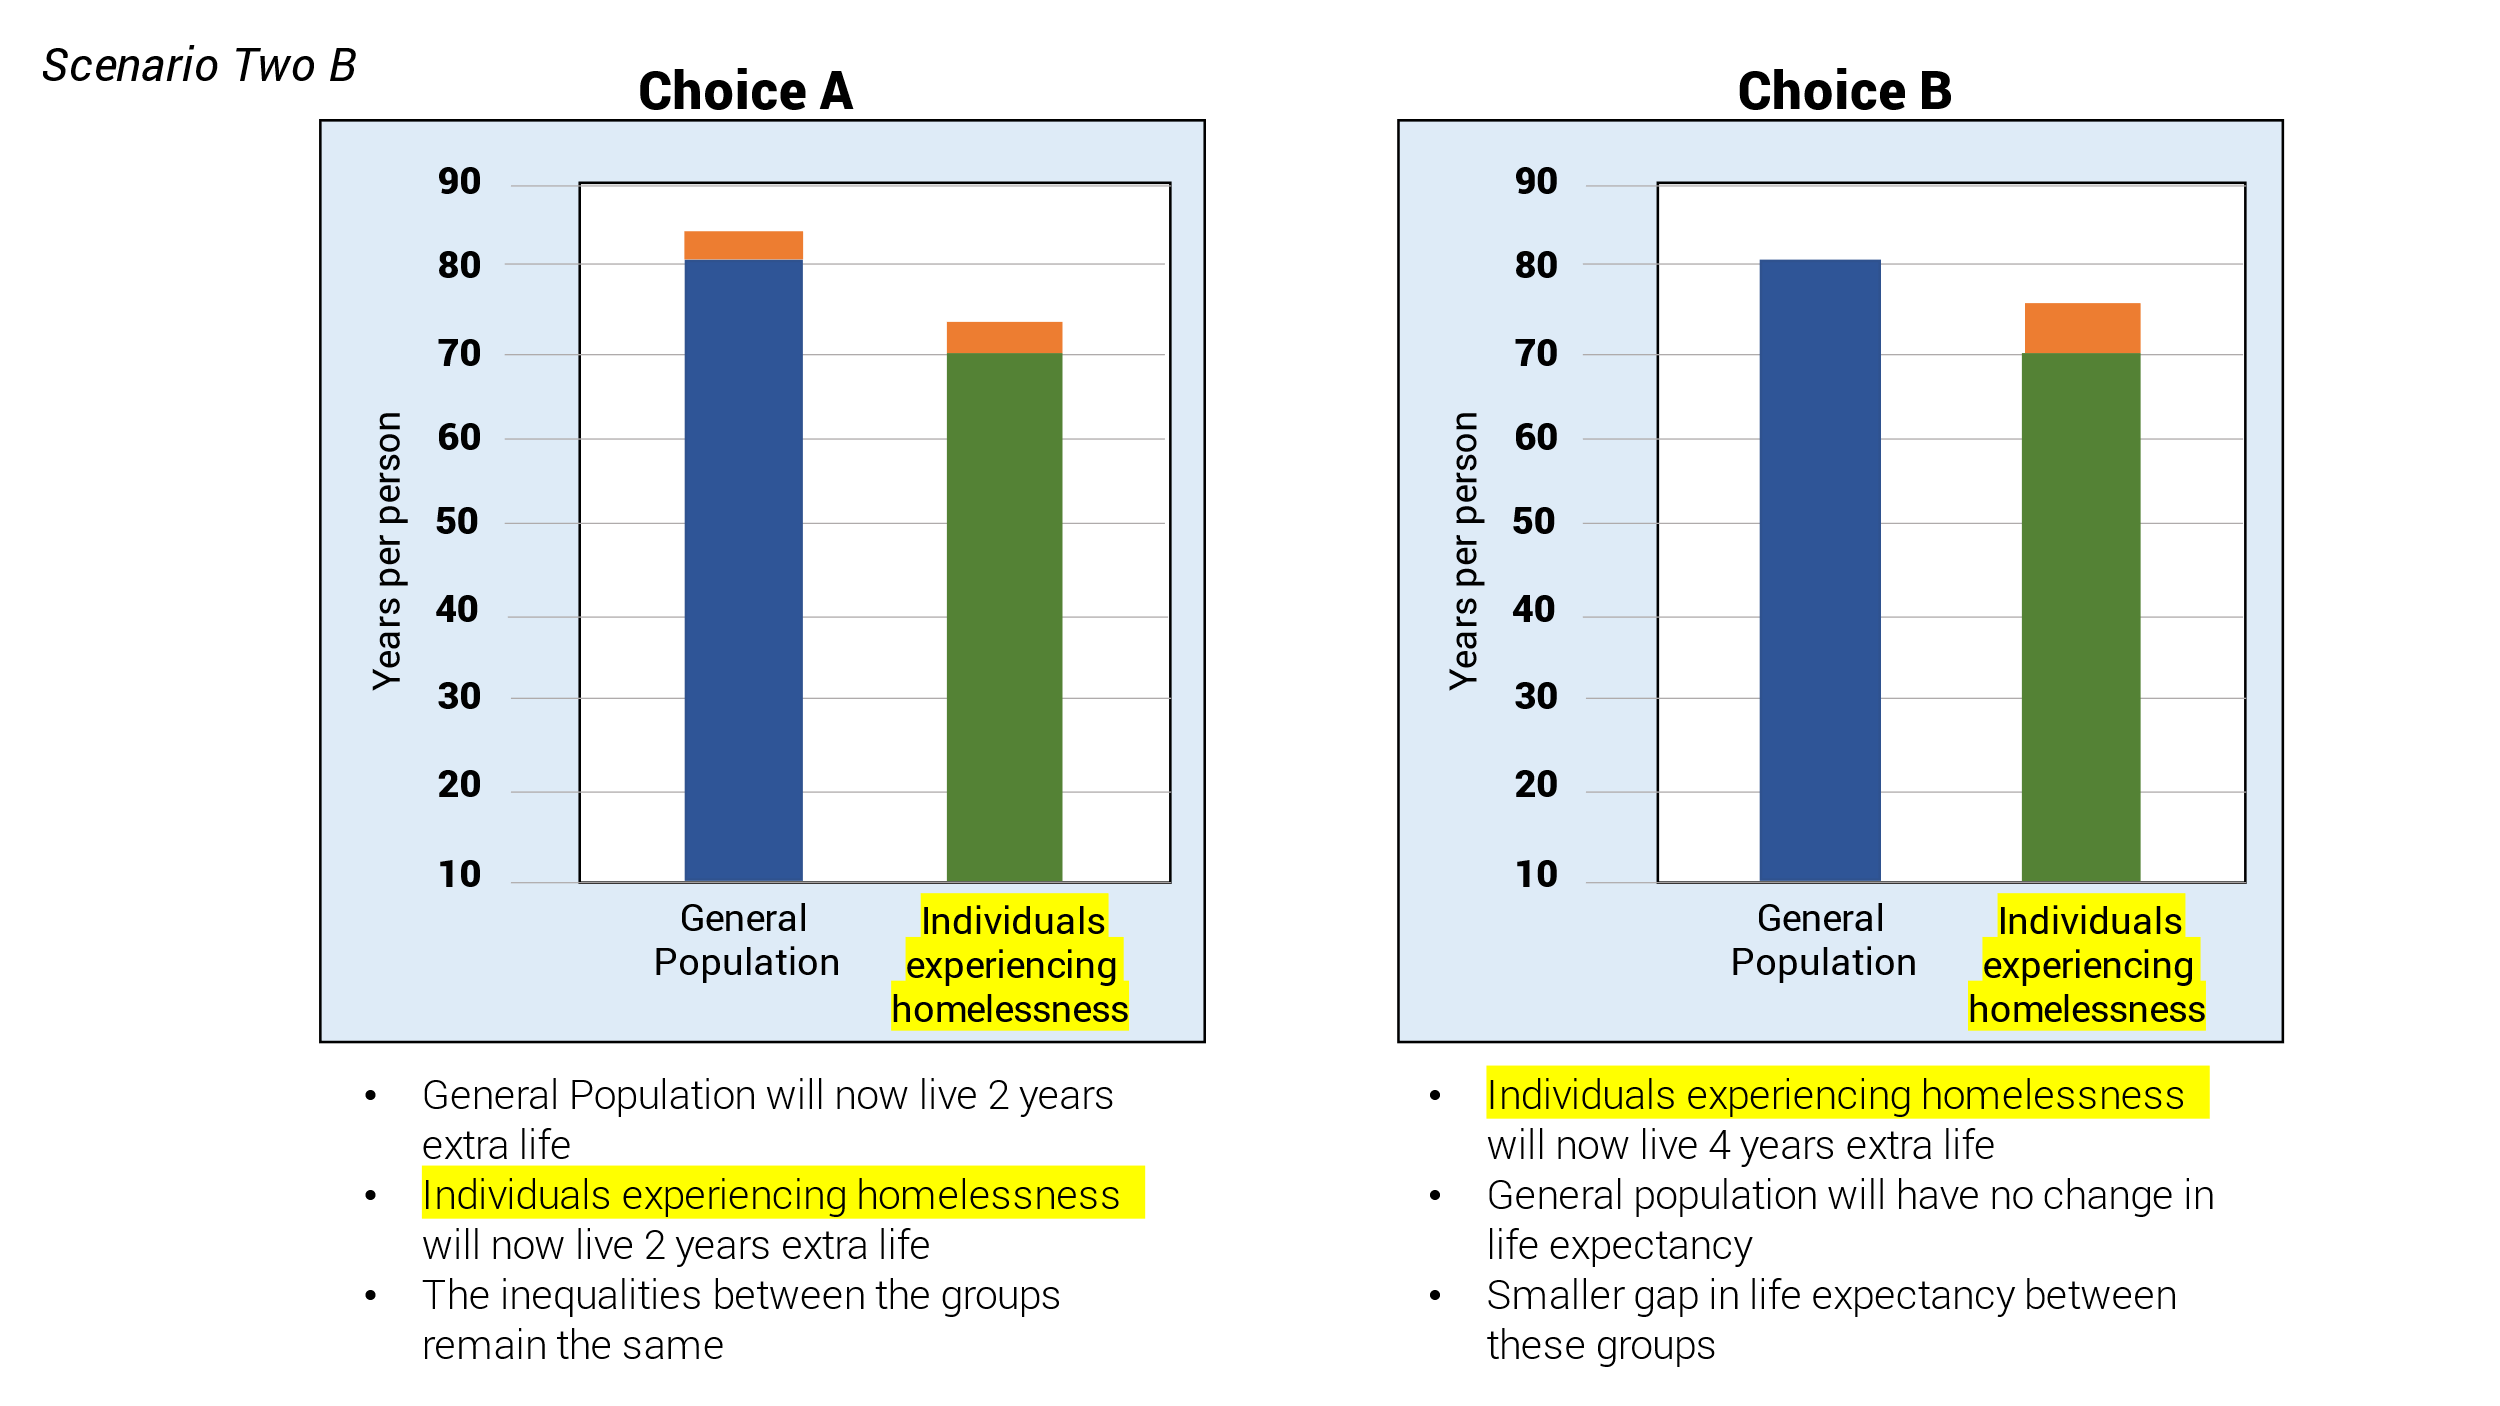 Scenario Two B
Choice A
90
80
70
60
50
40
30
20
10
Years per person
General
Population
Individuals
experiencing
homelessness
• General Population will now live 2 years
extra life
• Individuals experiencing homelessness
will now live 2 years extra life
• The inequalities between the groups
remain the same
Choice B
90
80
70
60
50
40
30
20
10
Years per person
General
Population
Individuals
experiencing
homelessness
• Individuals experiencing homelessness
will now live 4 years extra life
• General population will have no change in
life expectancy
• Smaller gap in life expectancy between
these groups